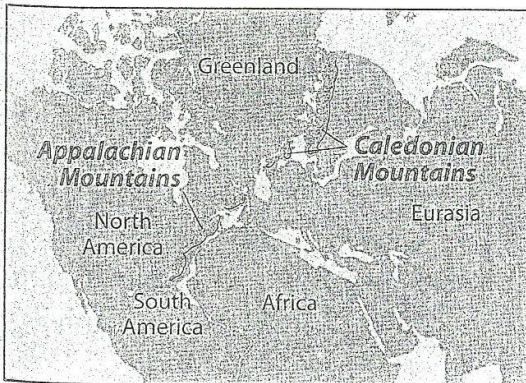 Greenland
Appalachian
Mountains
Caledonian
Mountains
North
America
Eurasia
South
America
Africa